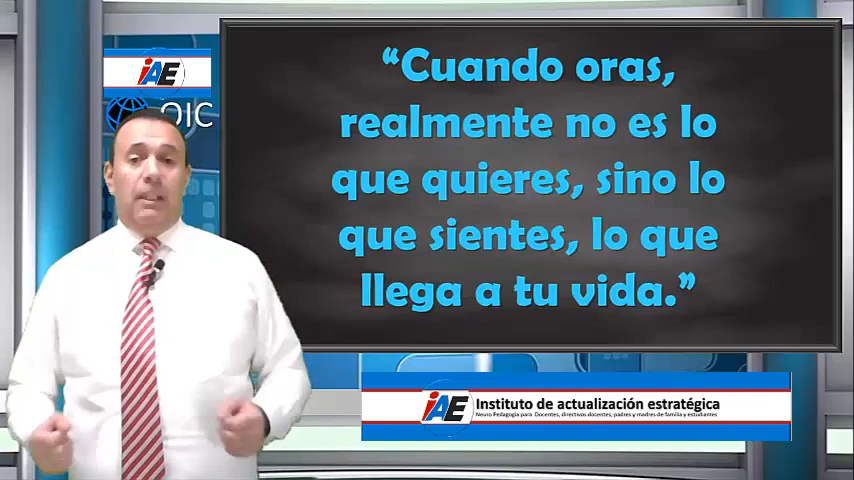 iAE
OIC
“Cuando oras,
realmente no es lo
que quieres, sino lo
que sientes, lo que
llega a tu vida.”
iAE
Instituto de actualización estratégica
Neuro Pedagogía para Docentes, directivos docentes, padres y madres de familia y estudiantes